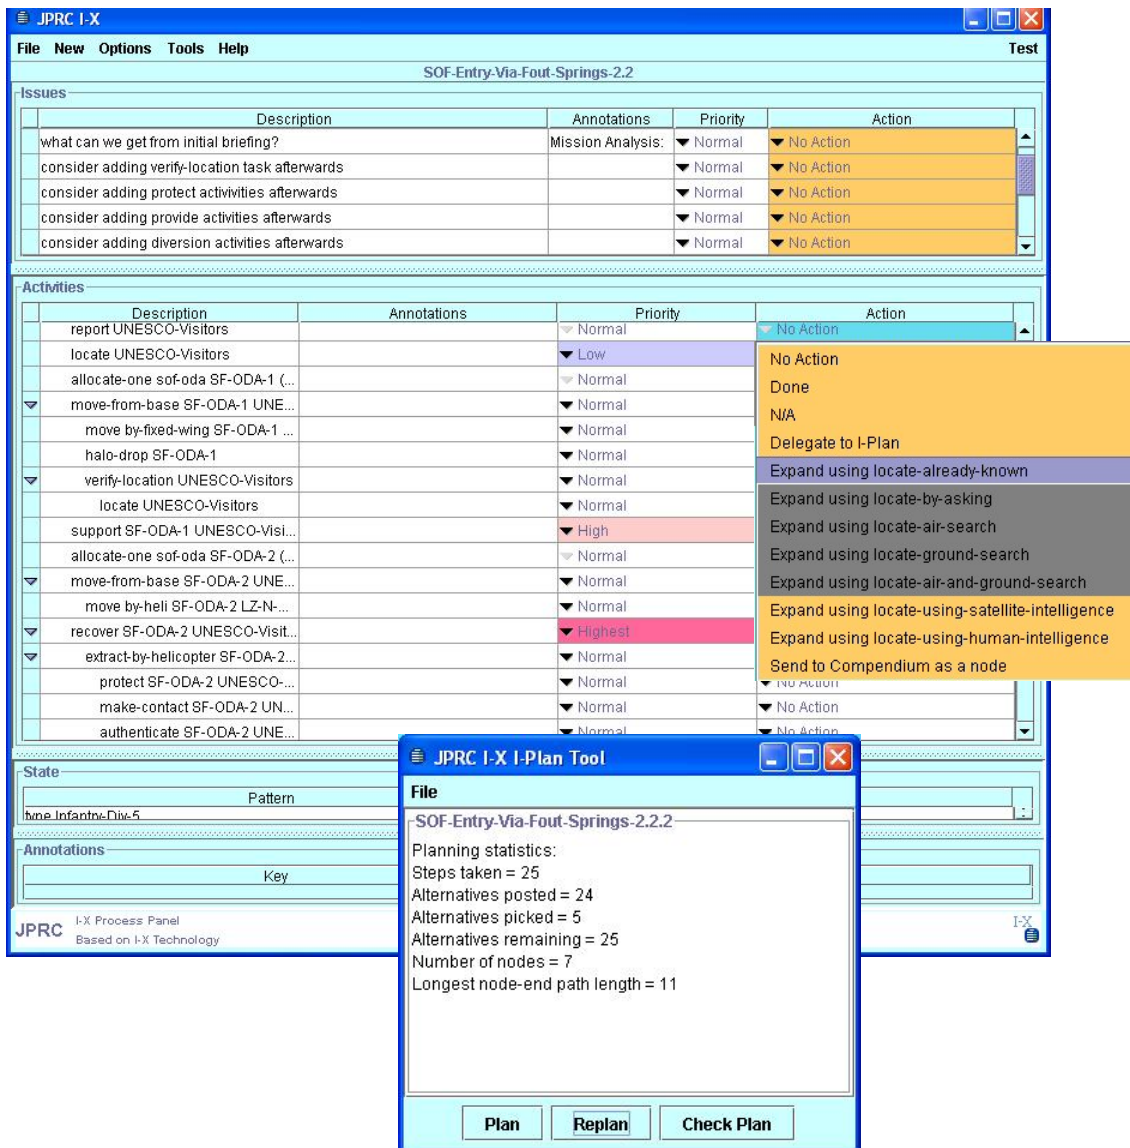 JPRC I-X
File New Options Tools Help Test
SOF-Entry-Via-Fout-Springs-2.2
Issues
Description Annotations Priority Action
what can we get from initial briefing? Mission Analysis: Normal No Action
consider adding verify-location task afterwards Normal No Action
consider adding protect activivities afterwards Normal No Action
consider adding provide activities afterwards Normal No Action
consider adding diversion activities afterwards Normal No Action
Activities
Description Annotations Priority Action
report UNESCO-Visitors Normal No Action
locate UNESCO-Visitors Low
allocate-one sof-oda SF-ODA-1 (... Normal
move-from-base SF-ODA-1 UNE... Normal
move by-fixed-wing SF-ODA-1 ... Normal
halo-drop SF-ODA-1 Normal
verify-location UNESCO-Visitors Normal
locate UNESCO-Visitors Normal
support SF-ODA-1 UNESCO-Visi... High
allocate-one sof-oda SF-ODA-2 (... Normal
move-from-base SF-ODA-2 UNE... Normal
move by-heli SF-ODA-2 LZ-N-... Normal
recover SF-ODA-2 UNESCO-Visit... Highest
extract-by-helicopter SF-ODA-2... Normal
protect SF-ODA-2 UNESCO-... Normal No Action
make-contact SF-ODA-2 UN... Normal No Action
authenticate SF-ODA-2 UNE... Normal No Action
No Action
Done
N/A
Delegate to I-Plan
Expand using locate-already-known
Expand using locate-by-asking
Expand using locate-air-search
Expand using locate-ground-search
Expand using locate-air-and-ground-search
Expand using locate-using-satellite-intelligence
Expand using locate-using-human-intelligence
Send to Compendium as a node
State
Pattern
type Infantry-Div-5
Annotations
Key
JPRC I-X Process Panel
Based on I-X Technology
I-X
JPRC I-X I-Plan Tool
File
SOF-Entry-Via-Fout-Springs-2.2.2
Planning statistics:
Steps taken = 25
Alternatives posted = 24
Alternatives picked = 5
Alternatives remaining = 25
Number of nodes = 7
Longest node-end path length = 11
Plan Replan Check Plan